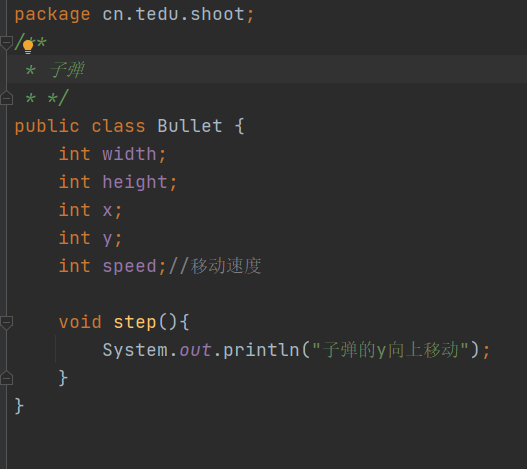 package cn.tedu.shoot;
/**
 * 子弹
 * */
public class Bullet {
    int width;
    int height;
    int x;
    int y;
    int speed;//移动速度
    void step(){
        System.out.println("子弹的y向上移动");
    }
}